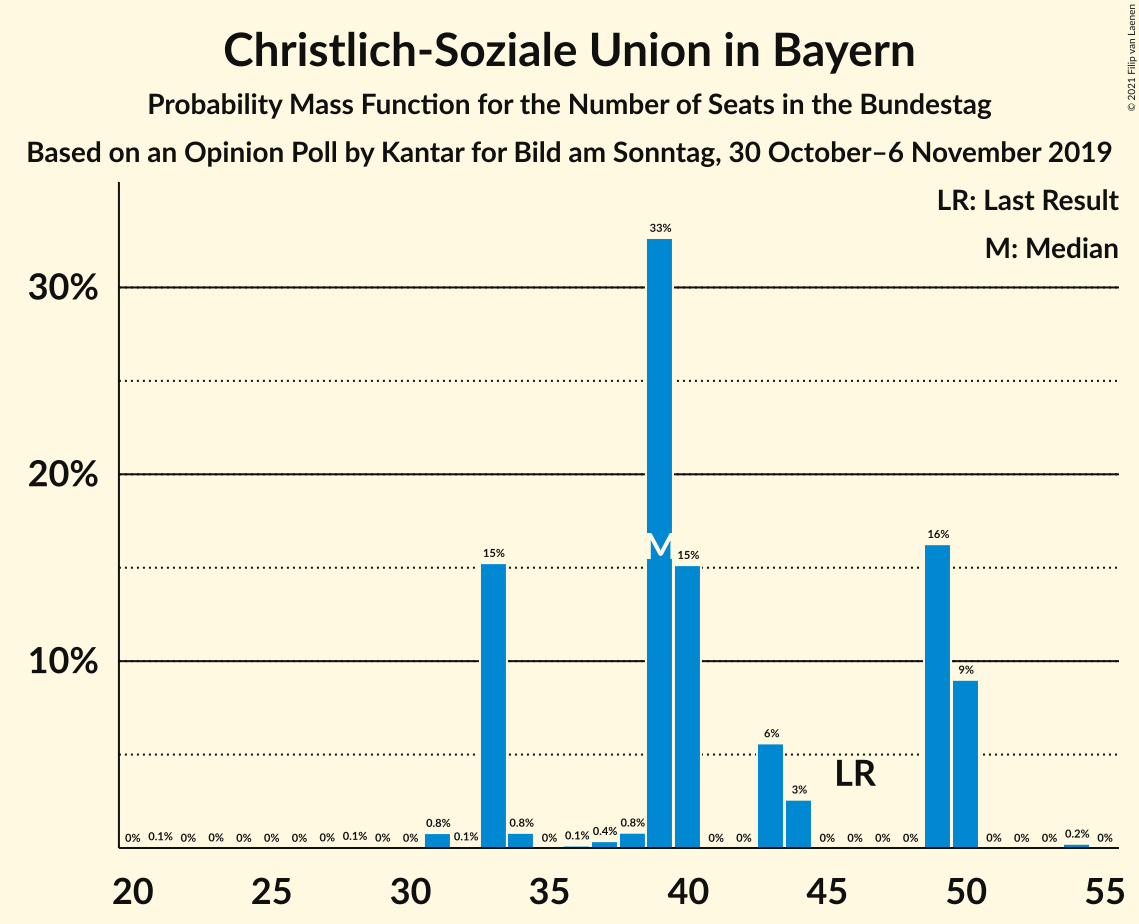 Christlich-Soziale Union in Bayern
Probability Mass Function for the Number of Seats in the Bundestag
Based on an Opinion Poll by Kantar for Bild am Sonntag, 30 October–6 November 2019
© 2021 Filip van Laenen
LR: Last Result
M: Median
30%
20%
10%
0% 0.1% 0% 0% 0% 0% 0% 0% 0.1% 0% 0% 0.8% 0.1% 15% 0.8% 0% 0.1% 0.4% 0.8% 33% 15% 0% 0% 6% 3% 0% 0% 0% 0% 16% 9% 0% 0% 0% 0.2% 0%
M
LR
20 25 30 35 40 45 50 55